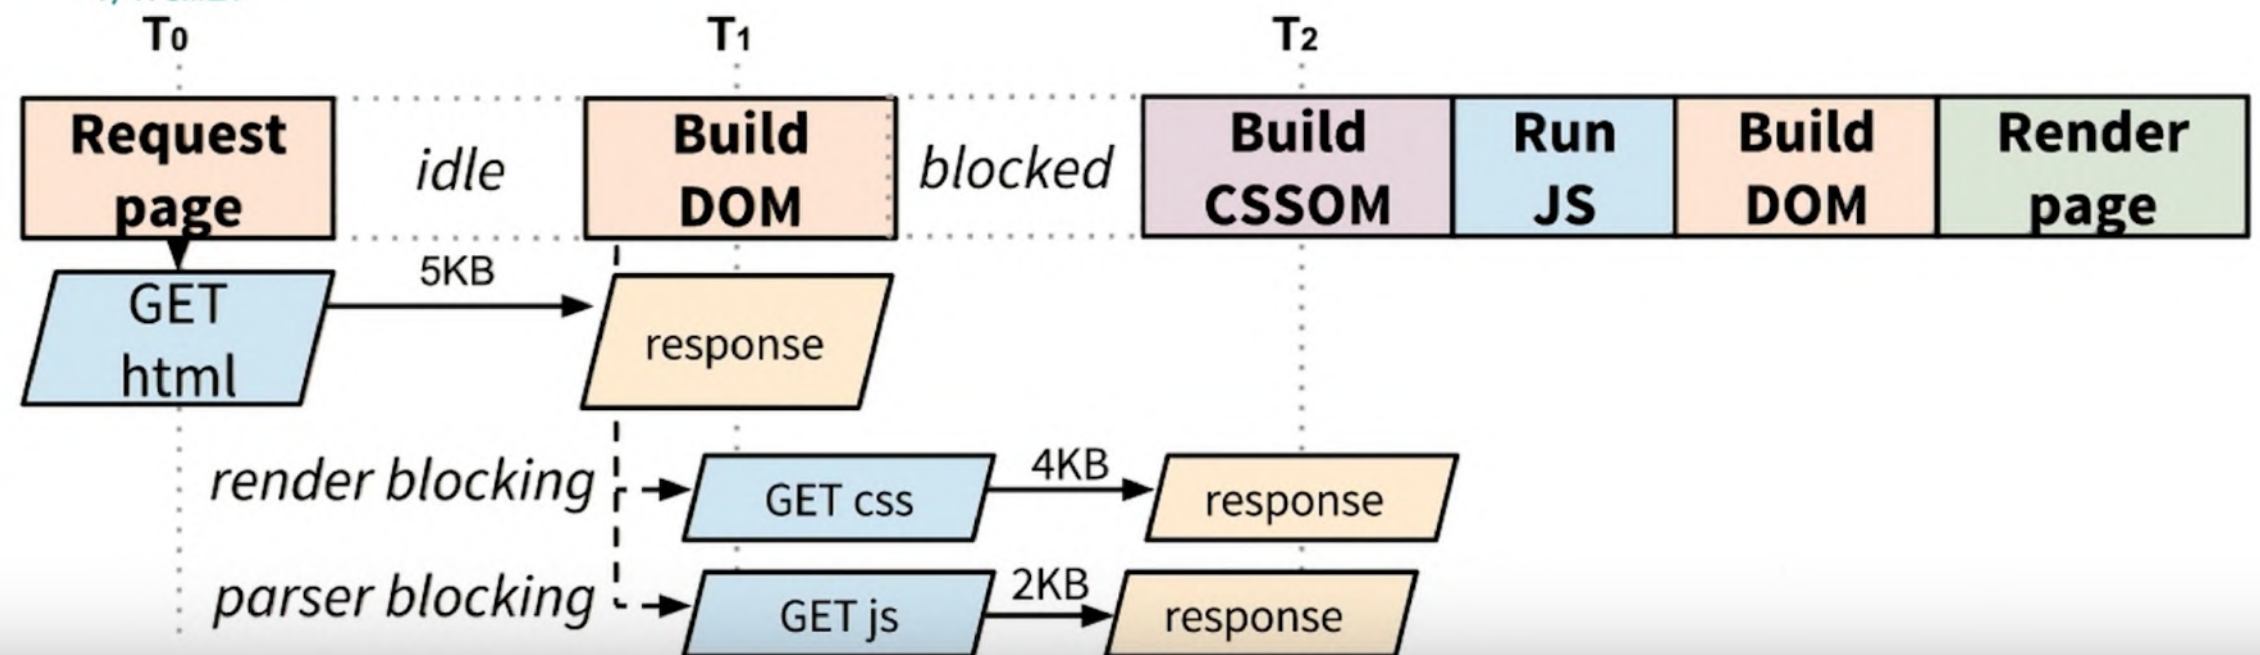 T0 T1 T2
Request page
idle
Build DOM
blocked
Build CSSOM
Run JS
Build DOM
Render page
GET html
5KB
response
render blocking
GET css
4KB
response
parser blocking
GET js
2KB
response